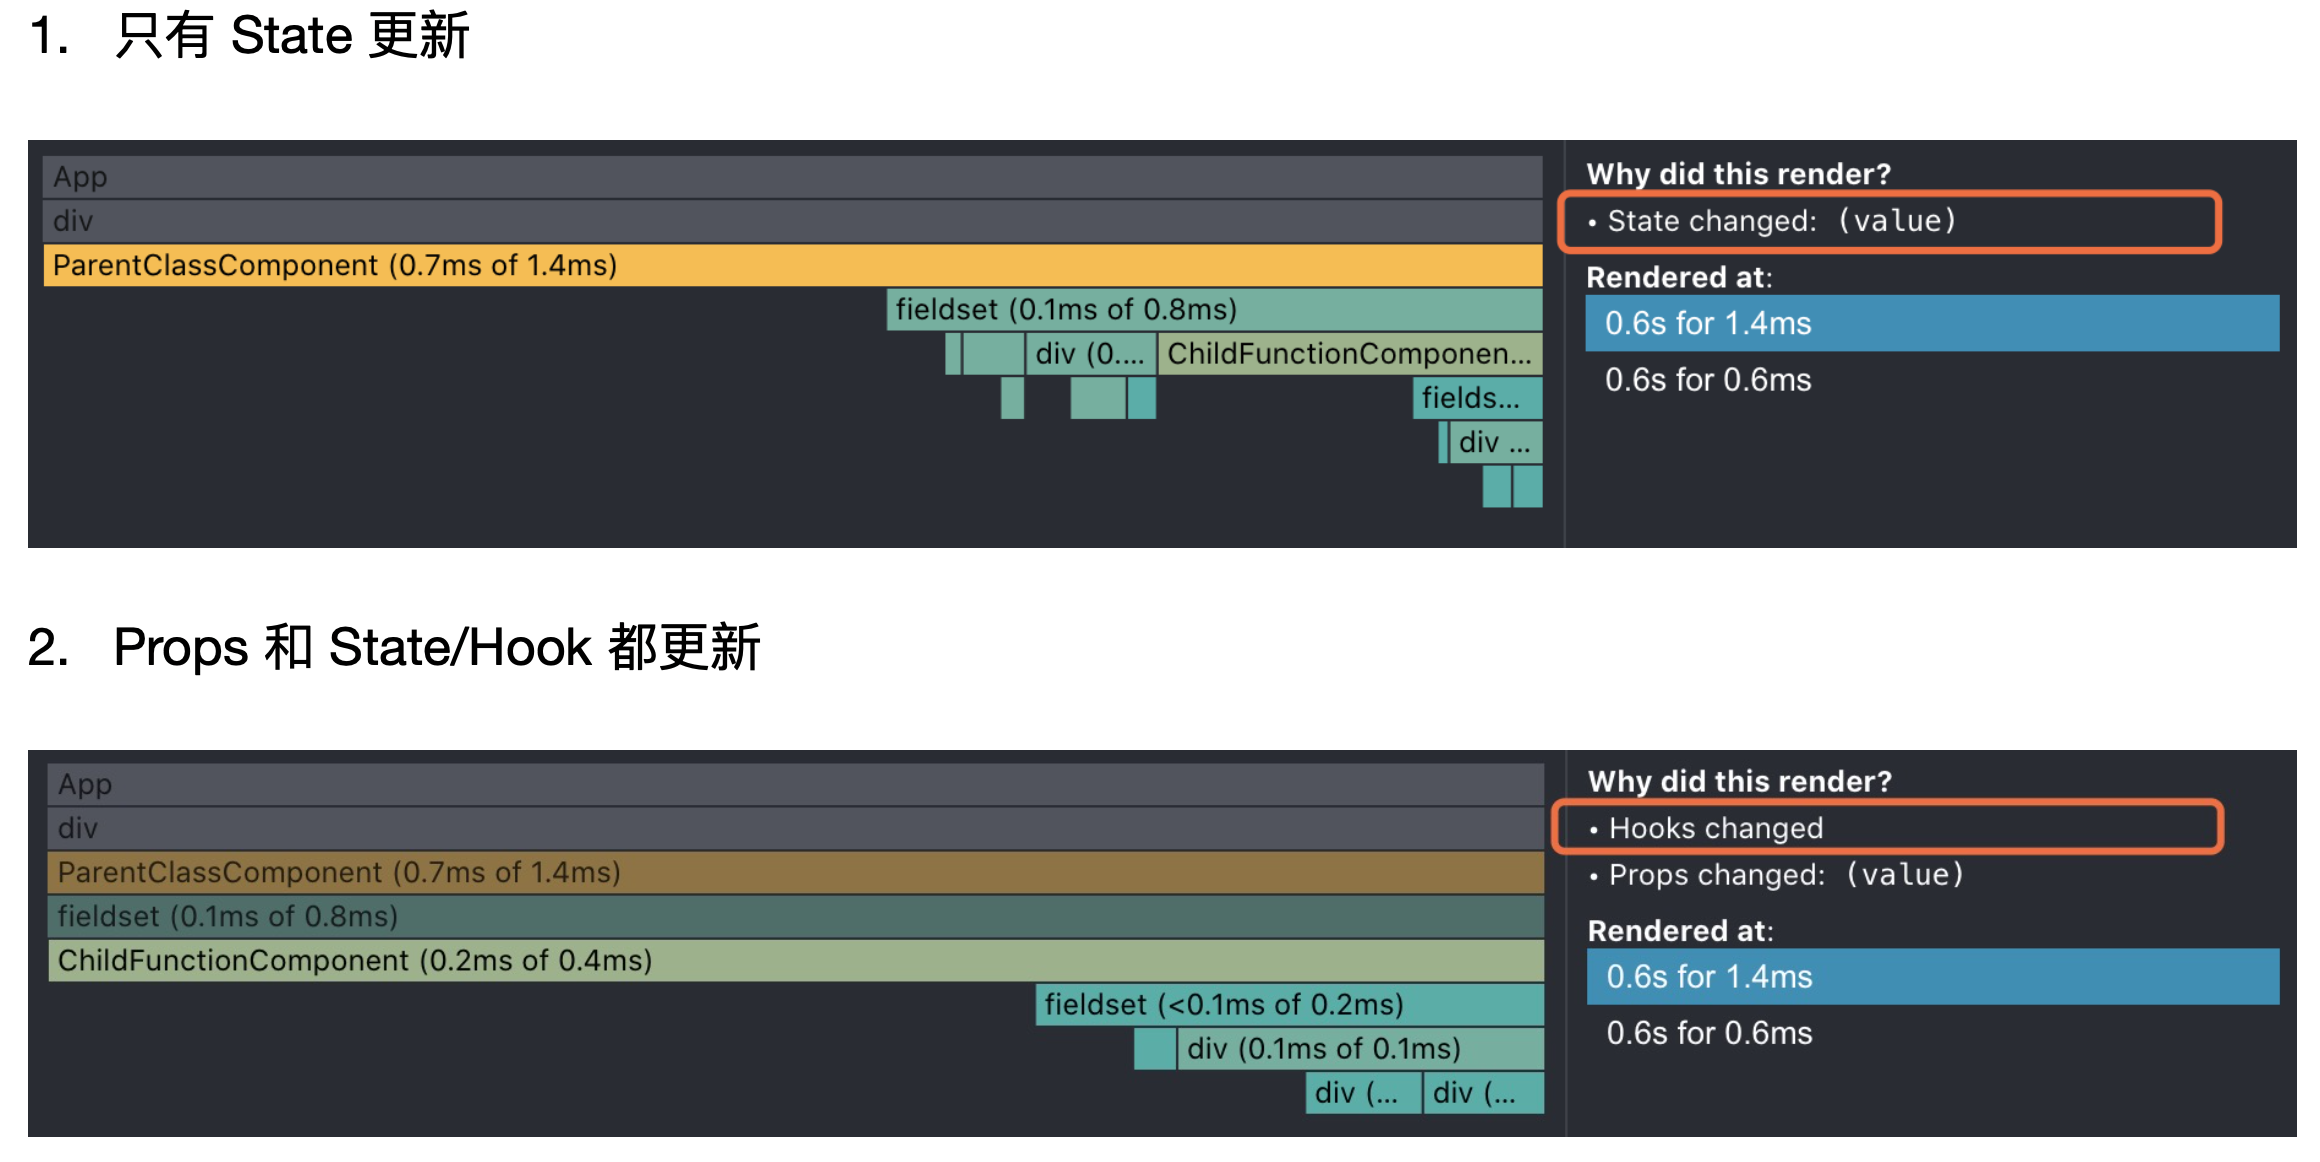 1. 只有 State 更新
App
div
ParentClassComponent (0.7ms of 1.4ms)
fieldset (0.1ms of 0.8ms)
div (0.... ChildFunctionComponen...
fields...
div ...
Why did this render?
• State changed: (value)
Rendered at:
0.6s for 1.4ms
0.6s for 0.6ms
2. Props 和 State/Hook 都更新
App
div
ParentClassComponent (0.7ms of 1.4ms)
fieldset (0.1ms of 0.8ms)
ChildFunctionComponent (0.2ms of 0.4ms)
fieldset (<0.1ms of 0.2ms)
div (0.1ms of 0.1ms)
div (... div (...
Why did this render?
• Hooks changed
• Props changed: (value)
Rendered at:
0.6s for 1.4ms
0.6s for 0.6ms